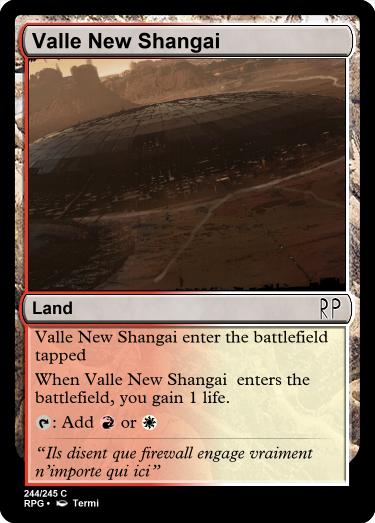 Valle New Shangai
Land
RP
Valle New Shangai enter the battlefield
tapped
When Valle New Shangai  enters the
battlefield, you gain 1 life.
: Add or
“Ils disent que firewall engage vraiment
n’importe qui ici”
244/245 C
RPG • Termi